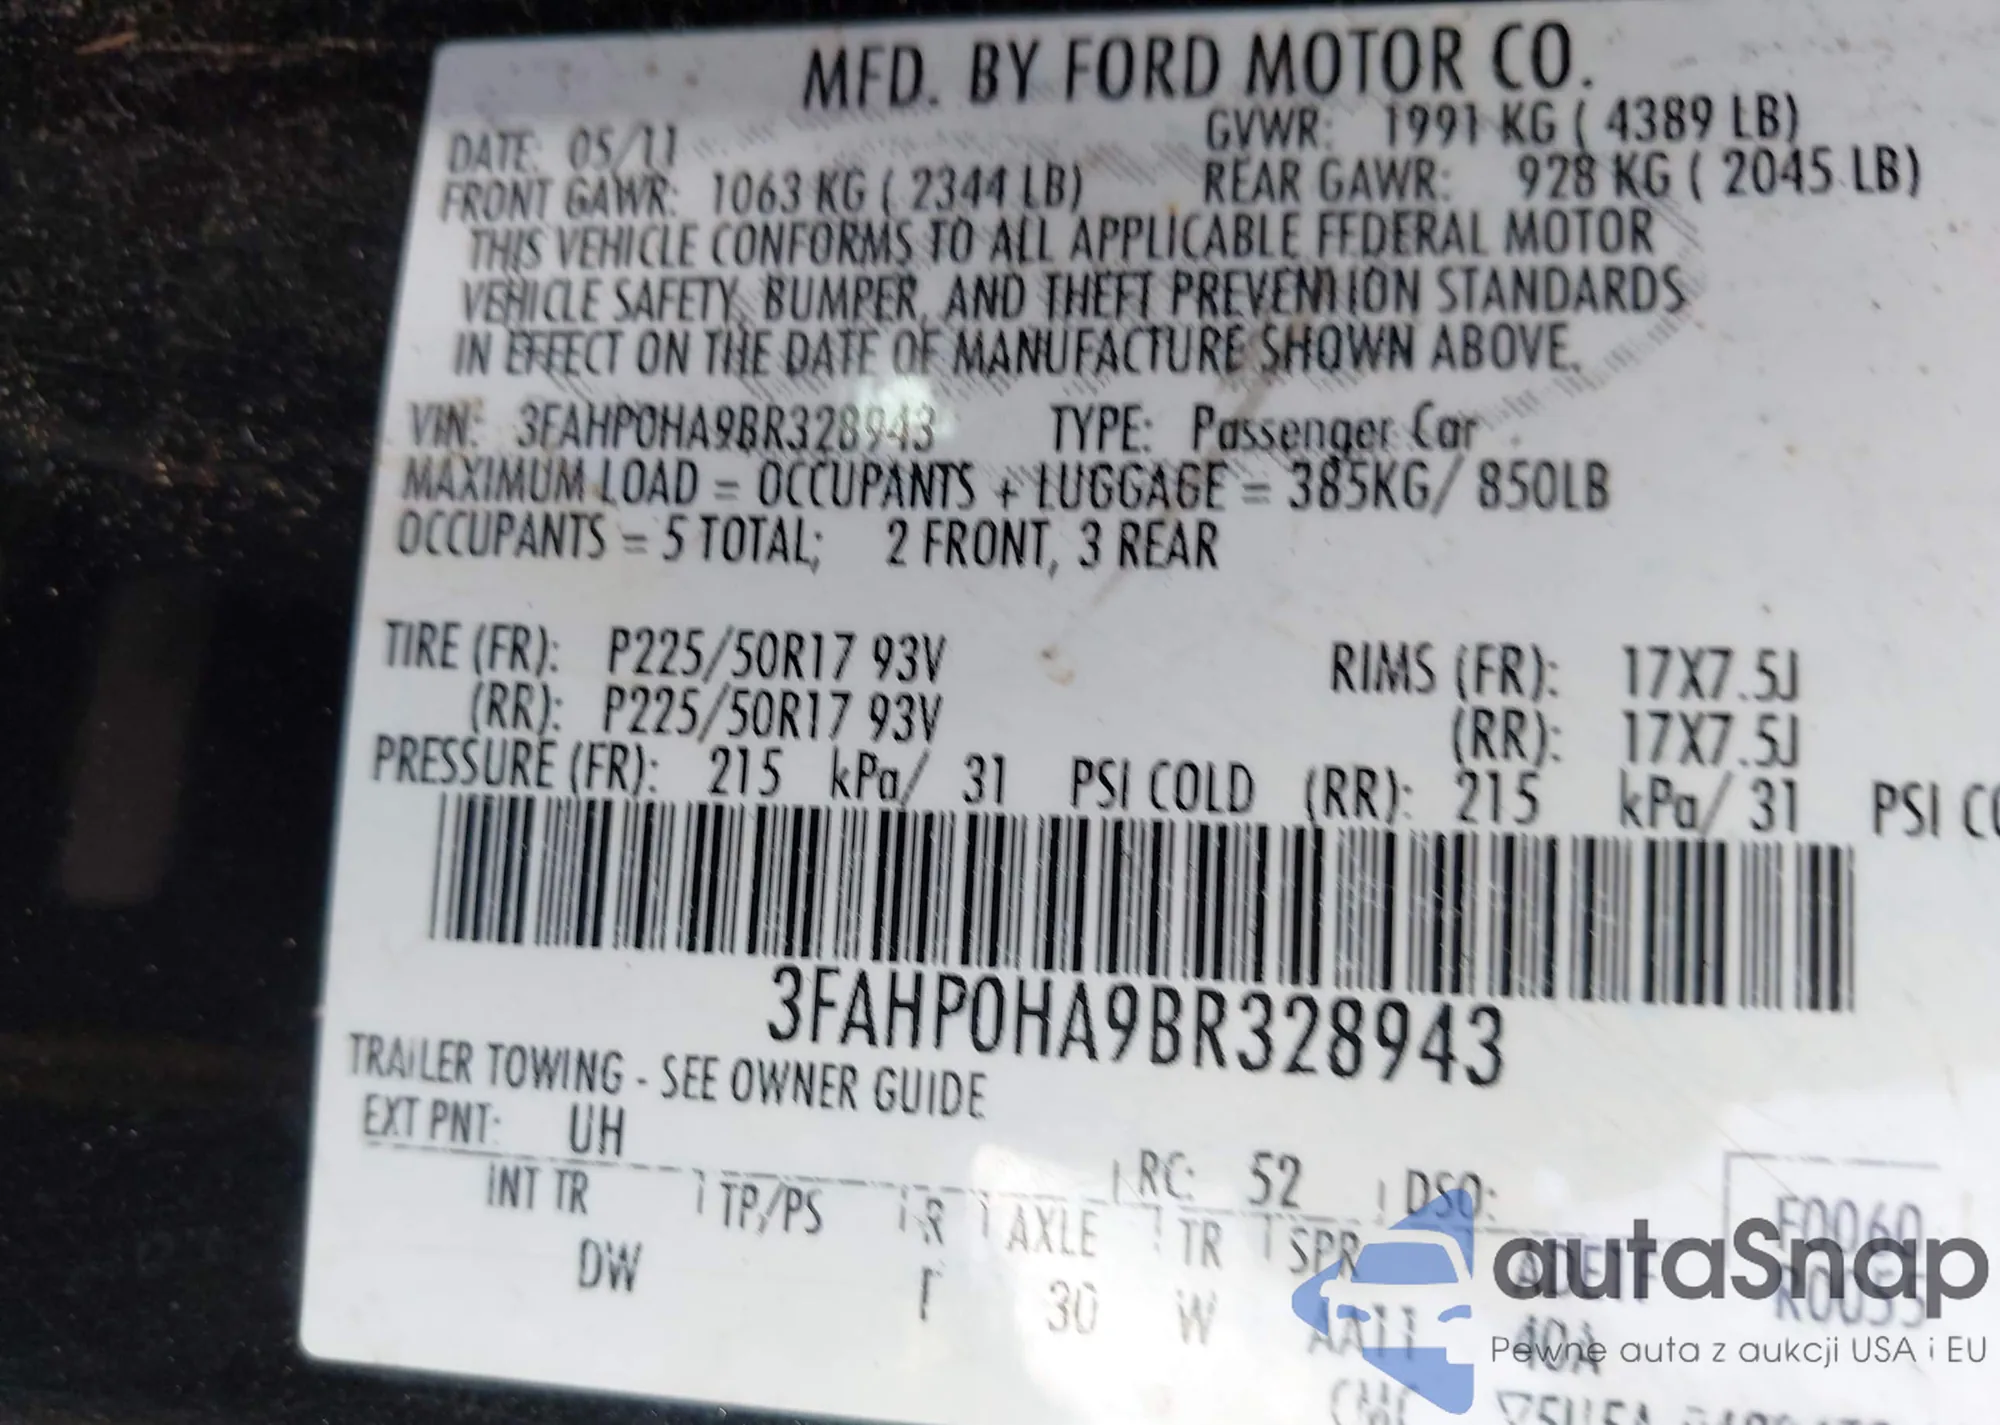 MFD. BY FORD MOTOR CO.
DATE: 05/11 GVWR: 1991 KG ( 4389 LB)
FRONT GAWR: 1063 KG ( 2344 LB) REAR GAWR: 928 KG ( 2045 LB)
THIS VEHICLE CONFORMS TO ALL APPLICABLE FEDERAL MOTOR
VEHICLE SAFETY, BUMPER, AND THEFT PREVENTION STANDARDS
IN EFFECT ON THE DATE OF MANUFACTURE SHOWN ABOVE.
VIN: 3FAHP0HA9BR328943 TYPE: Passenger Car
MAXIMUM LOAD = OCCUPANTS + LUGGAGE = 385KG/ 850LB
OCCUPANTS = 5 TOTAL; 2 FRONT, 3 REAR
TIRE (FR): P225/50R17 93V RIMS (FR): 17X7.5J
(RR): P225/50R17 93V (RR): 17X7.5J
PRESSURE (FR): 215 kPa/ 31 PSI COLD (RR): 215 kPa/ 31 PSI CO
3FAHP0HA9BR328943
TRAILER TOWING - SEE OWNER GUIDE
EXT PNT: UH RC: 52 DSO:
INT TR TP/PS R AXLE TR SPR
DW 30 W AA11 40A
autaSnap
Pewne auta z aukcji USA i EU